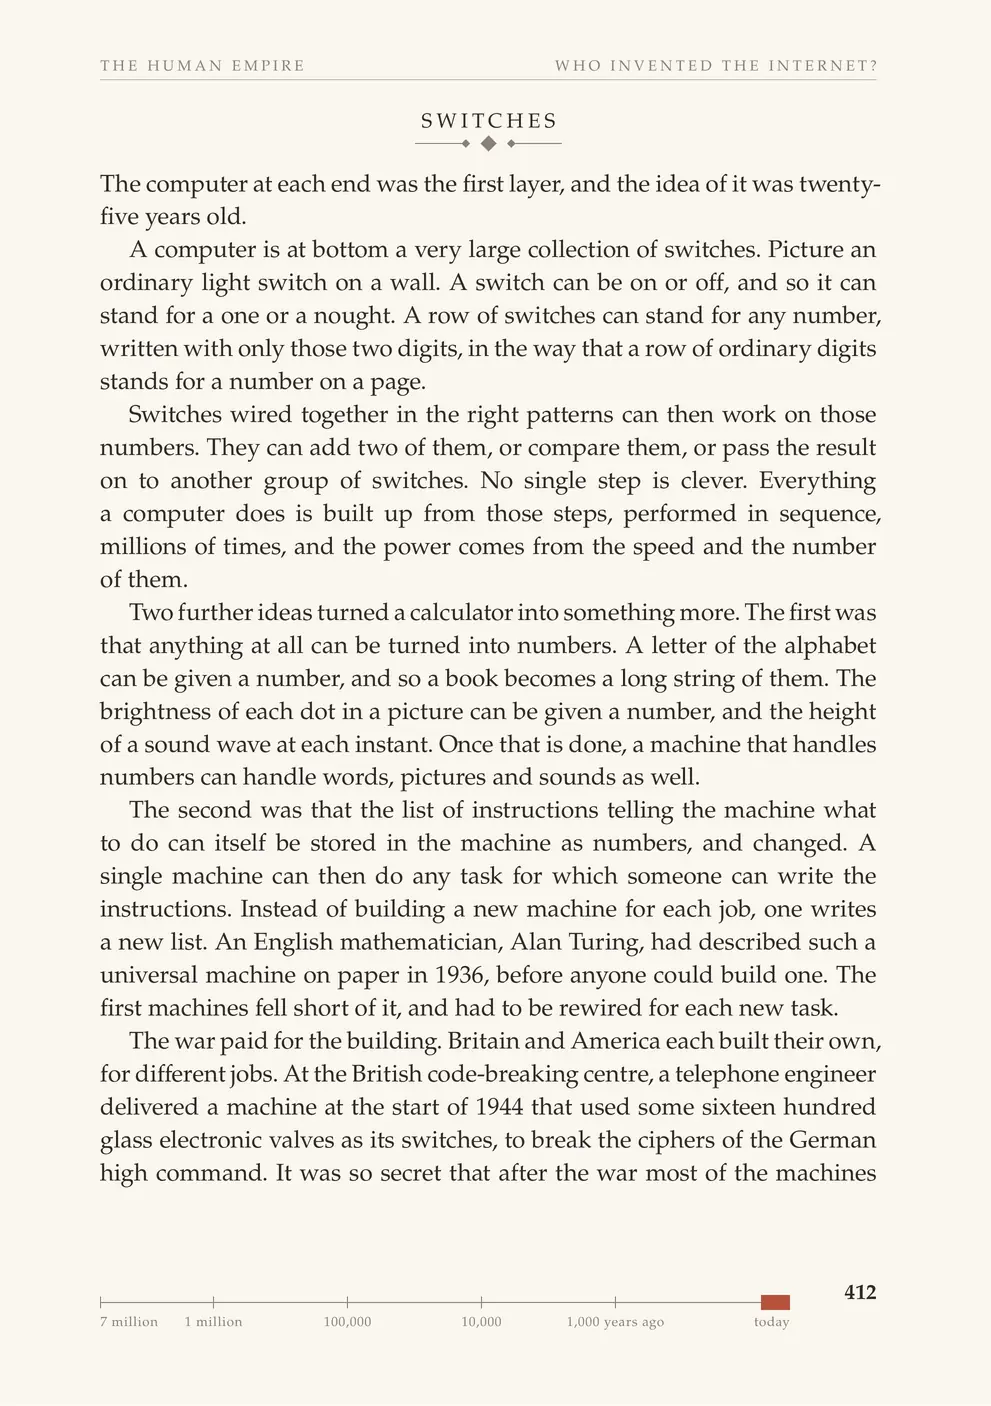 THE HUMAN EMPIRE
WHO INVENTED THE INTERNET?
SWITCHES
The computer at each end was the first layer, and the idea of it was twenty-
five years old.
A computer is at bottom a very large collection of switches. Picture an
ordinary light switch on a wall. A switch can be on or off, and so it can
stand for a one or a nought. A row of switches can stand for any number,
written with only those two digits, in the way that a row of ordinary digits
stands for a number on a page.
Switches wired together in the right patterns can then work on those
numbers. They can add two of them, or compare them, or pass the result
on to another group of switches. No single step is clever. Everything
a computer does is built up from those steps, performed in sequence,
millions of times, and the power comes from the speed and the number
of them.
Two further ideas turned a calculator into something more. The first was
that anything at all can be turned into numbers. A letter of the alphabet
can be given a number, and so a book becomes a long string of them. The
brightness of each dot in a picture can be given a number, and the height
of a sound wave at each instant. Once that is done, a machine that handles
numbers can handle words, pictures and sounds as well.
The second was that the list of instructions telling the machine what
to do can itself be stored in the machine as numbers, and changed. A
single machine can then do any task for which someone can write the
instructions. Instead of building a new machine for each job, one writes
a new list. An English mathematician, Alan Turing, had described such a
universal machine on paper in 1936, before anyone could build one. The
first machines fell short of it, and had to be rewired for each new task.
The war paid for the building. Britain and America each built their own,
for different jobs. At the British code-breaking centre, a telephone engineer
delivered a machine at the start of 1944 that used some sixteen hundred
glass electronic valves as its switches, to break the ciphers of the German
high command. It was so secret that after the war most of the machines
412
7 million 1 million 100,000 10,000 1,000 years ago today